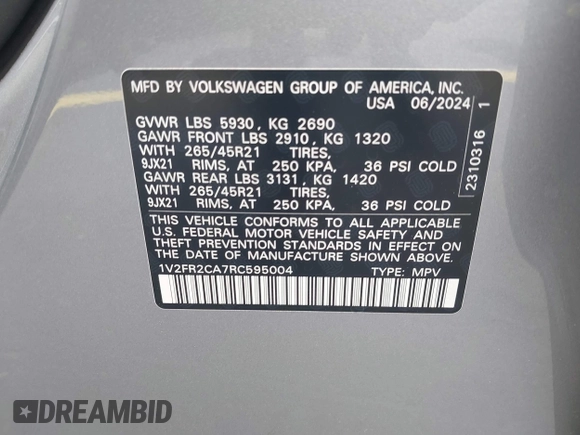 MFD BY VOLKSWAGEN GROUP OF AMERICA, INC.
USA 06/2024
GVWR LBS 5930, KG 2690
GAWR FRONT LBS 2910, KG 1320
WITH 265/45R21 TIRES,
9JX21 RIMS, AT 250 KPA, 36 PSI COLD
GAWR REAR LBS 3131, KG 1420
WITH 265/45R21 TIRES,
9JX21 RIMS, AT 250 KPA, 36 PSI COLD
THIS VEHICLE CONFORMS TO ALL APPLICABLE
U.S. FEDERAL MOTOR VEHICLE SAFETY AND
THEFT PREVENTION STANDARDS IN EFFECT ON
THE DATE OF MANUFACTURE SHOWN ABOVE.
1V2FR2CA7RC595004 TYPE: MPV
2310316 1
DREAMBID